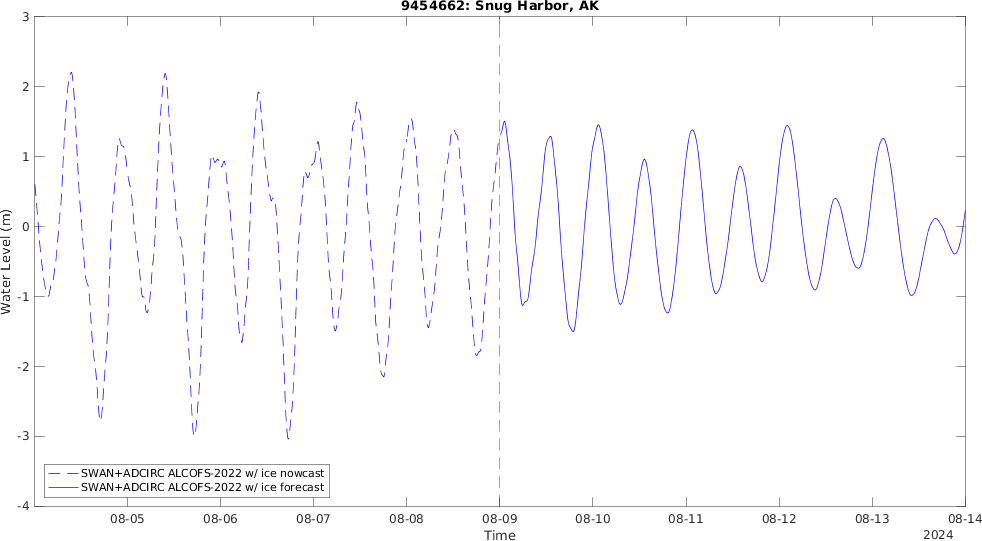 9454662: Snug Harbor, AK
3
2
1
0
-1
-2
-3
-4
Water Level (m)
SWAN+ADCIRC ALCOFS-2022 w/ ice nowcast
SWAN+ADCIRC ALCOFS-2022 w/ ice forecast
08-05 08-06 08-07 08-08 08-09 08-10 08-11 08-12 08-13 08-14
Time
2024